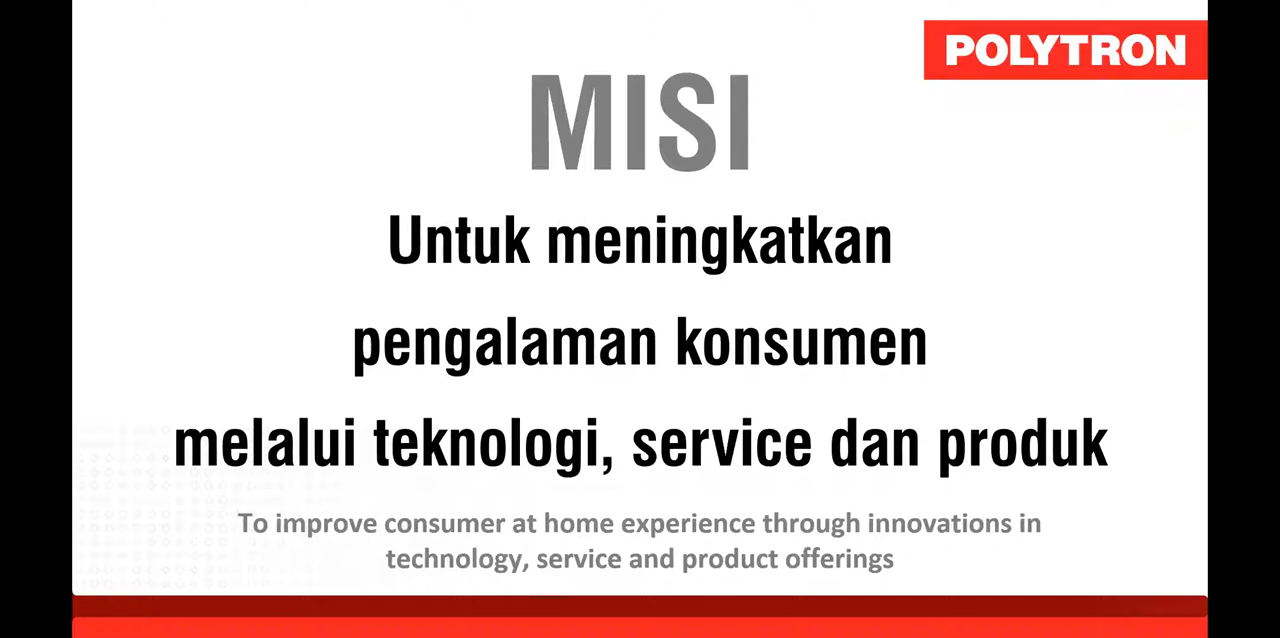 POLYTRON
MISI
Untuk meningkatkan
pengalaman konsumen
melalui teknologi, service dan produk
To improve consumer at home experience through innovations in
technology, service and product offerings